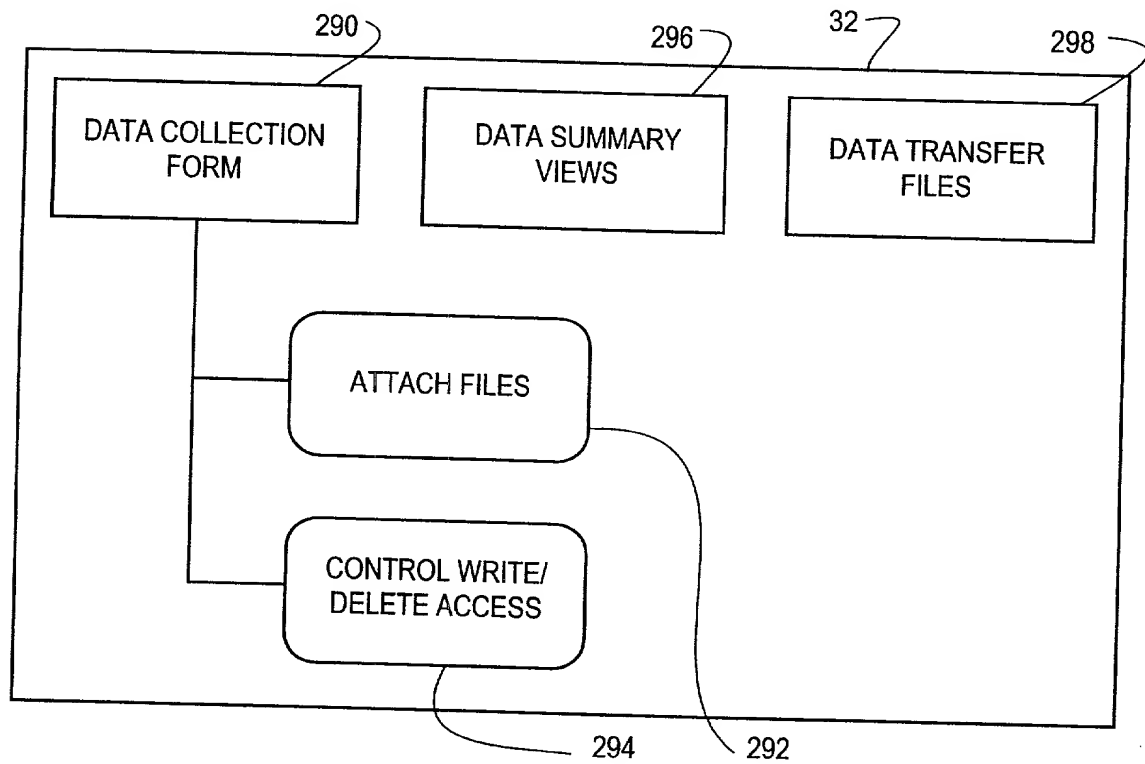 290
296
32
298
DATA COLLECTION
FORM
DATA SUMMARY
VIEWS
DATA TRANSFER
FILES
ATTACH FILES
CONTROL WRITE/
DELETE ACCESS
294
292